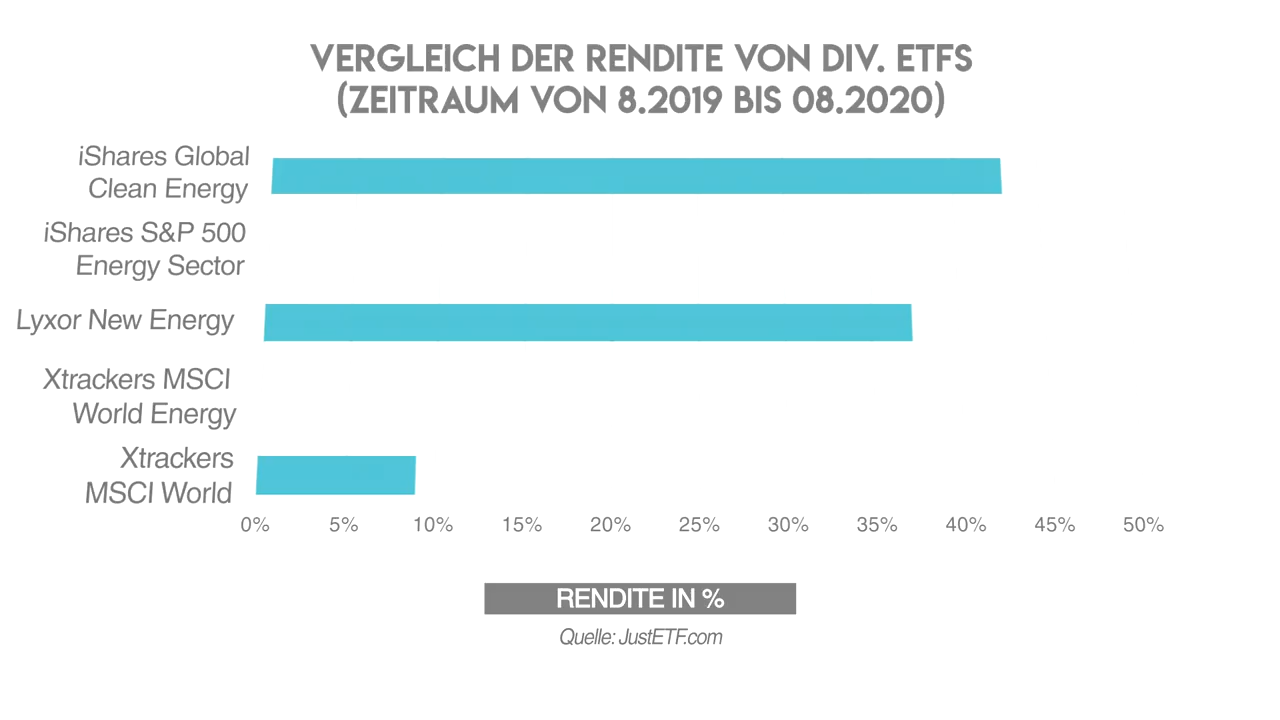 VERGLEICH DER RENDITE VON DIV. ETFS
(ZEITRAUM VON 8.2019 BIS 08.2020)
iShares Global
Clean Energy
iShares S&P 500
Energy Sector
Lyxor New Energy
Xtrackers MSCI
World Energy
Xtrackers
MSCI World
0% 5% 10% 15% 20% 25% 30% 35% 40% 45% 50%
RENDITE IN %
Quelle: JustETF.com